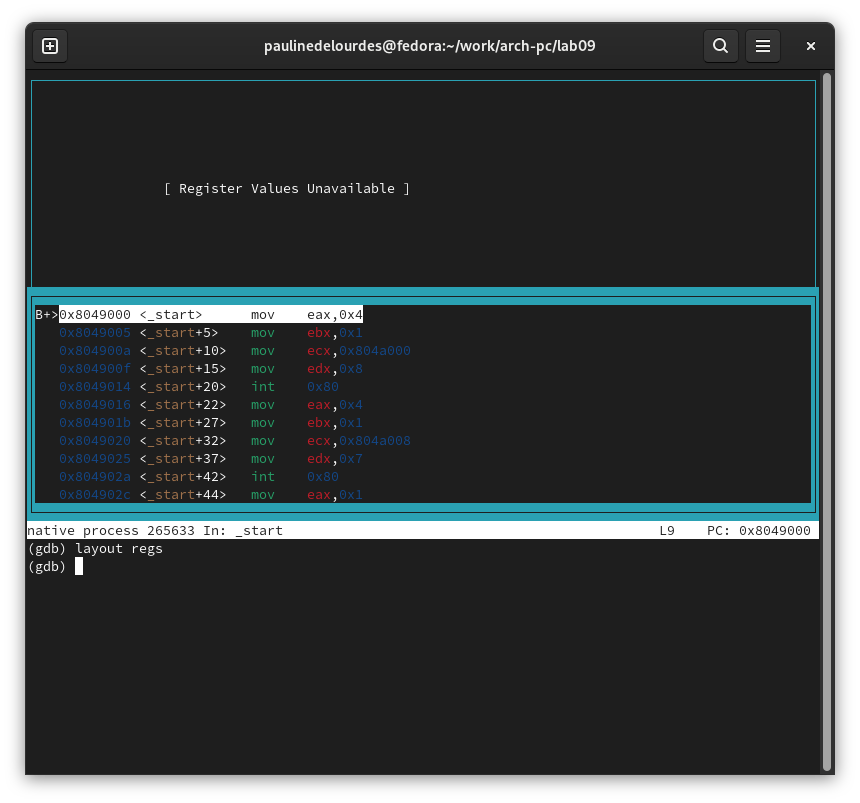 paulinedelourdes@fedora:~/work/arch-pc/lab09
[ Register Values Unavailable ]
B+>0x8049000 <_start>      mov    eax,0x4
0x8049005 <_start+5>    mov    ebx,0x1
0x804900a <_start+10>   mov    ecx,0x804a000
0x804900f <_start+15>   mov    edx,0x8
0x8049014 <_start+20>   int    0x80
0x8049016 <_start+22>   mov    eax,0x4
0x804901b <_start+27>   mov    ebx,0x1
0x8049020 <_start+32>   mov    ecx,0x804a008
0x8049025 <_start+37>   mov    edx,0x7
0x804902a <_start+42>   int    0x80
0x804902c <_start+44>   mov    eax,0x1
native process 265633 In: _start    L9    PC: 0x8049000
(gdb) layout regs
(gdb)